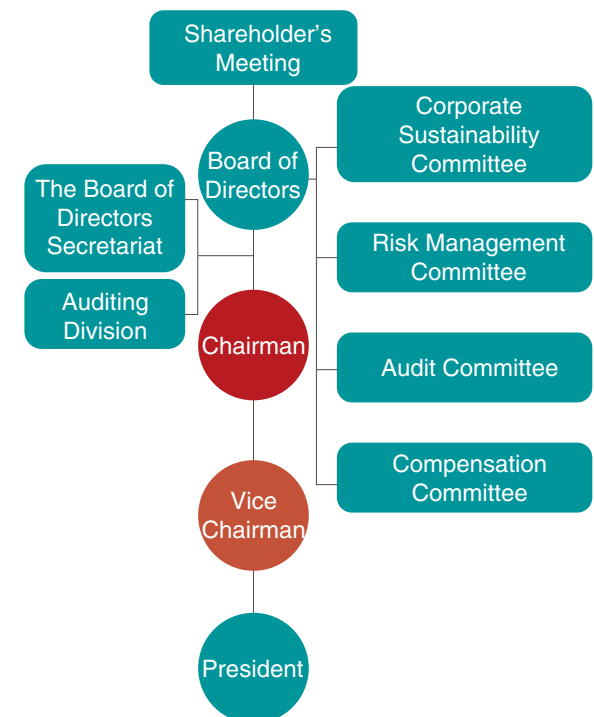 Shareholder's
Meeting
Board of
Directors
Corporate
Sustainability
Committee
The Board of
Directors
Secretariat
Risk Management
Committee
Auditing
Division
Chairman
Audit Committee
Compensation
Committee
Vice
Chairman
President